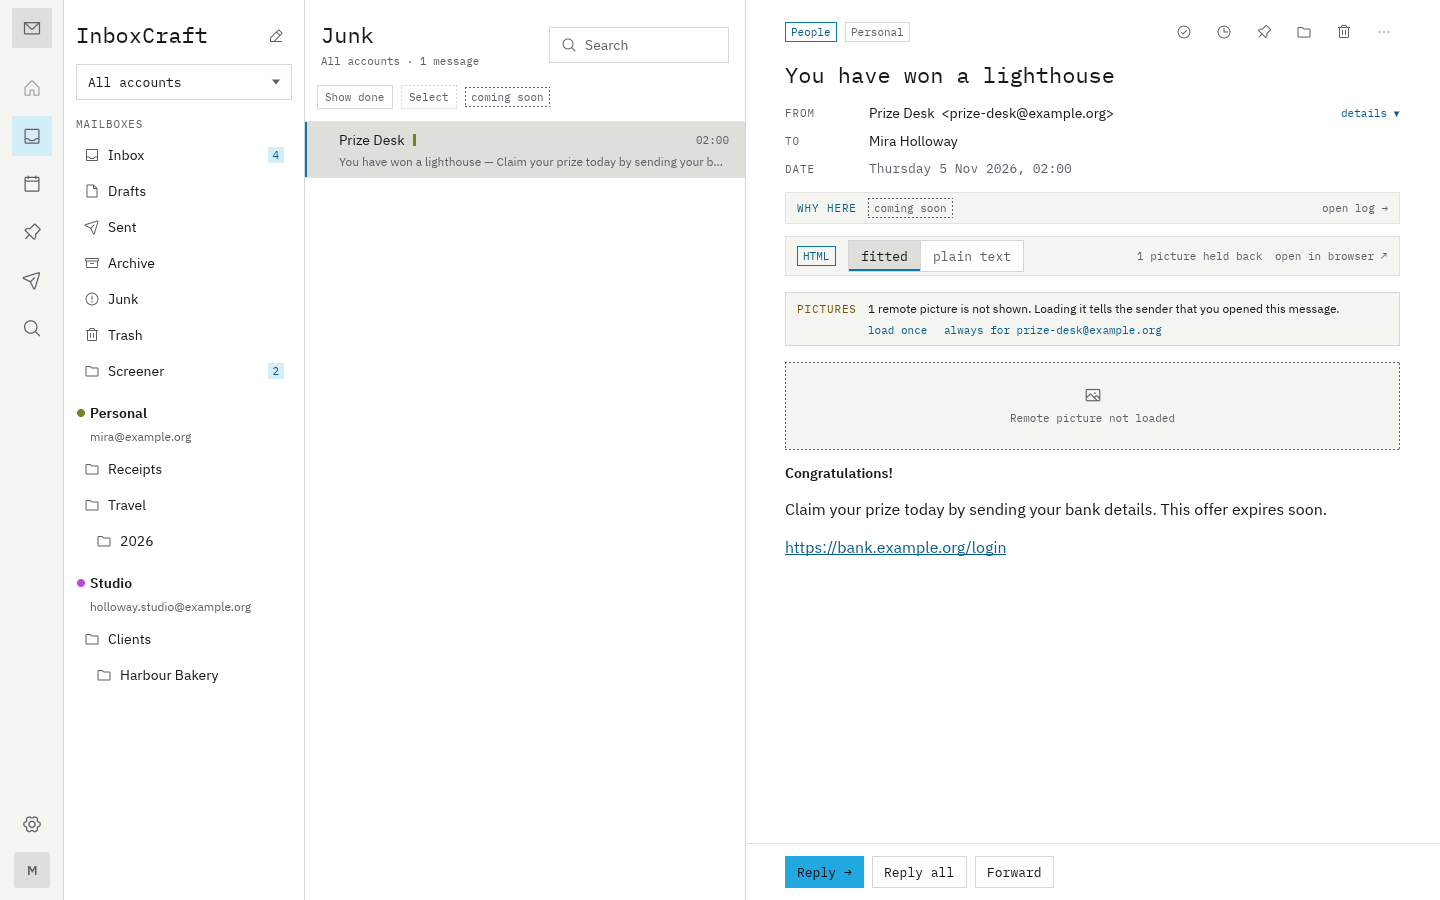 InboxCraft
All accounts
MAILBOXES
Inbox 4
Drafts
Sent
Archive
Junk
Trash
Screener 2
Personal
mira@example.org
Receipts
Travel
2026
Studio
holloway.studio@example.org
Clients
Harbour Bakery
M
Junk
All accounts · 1 message
Search
Show done Select coming soon
Prize Desk 02:00
You have won a lighthouse — Claim your prize today by sending your b...
People Personal
You have won a lighthouse
FROM Prize Desk <prize-desk@example.org> details ▾
TO Mira Holloway
DATE Thursday 5 Nov 2026, 02:00
WHY HERE coming soon open log →
HTML fitted plain text 1 picture held back open in browser ↗
PICTURES 1 remote picture is not shown. Loading it tells the sender that you opened this message.
load once always for prize-desk@example.org
Remote picture not loaded
Congratulations!
Claim your prize today by sending your bank details. This offer expires soon.
https://bank.example.org/login
Reply → Reply all Forward